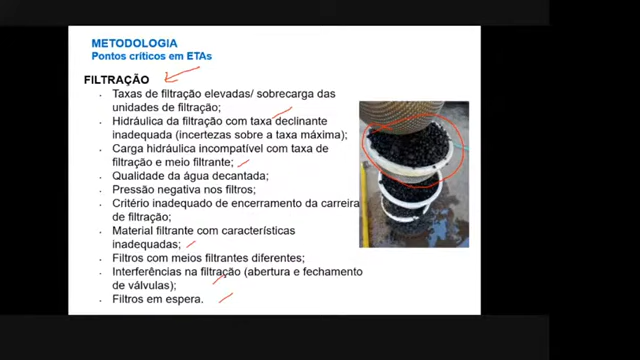 METODOLOGIA
Pontos críticos em ETAs
FILTRAÇÃO
• Taxas de filtração elevadas/ sobrecarga das
unidades de filtração;
• Hidráulica da filtração com taxa declinante
inadequada (incertezas sobre a taxa máxima);
• Carga hidráulica incompatível com taxa de
filtração e meio filtrante;
• Qualidade da água decantada;
• Pressão negativa nos filtros;
• Critério inadequado de encerramento da carreira
de filtração;
• Material filtrante com características
inadequadas;
• Filtros com meios filtrantes diferentes;
• Interferências na filtração (abertura e fechamento
de válvulas);
• Filtros em espera.